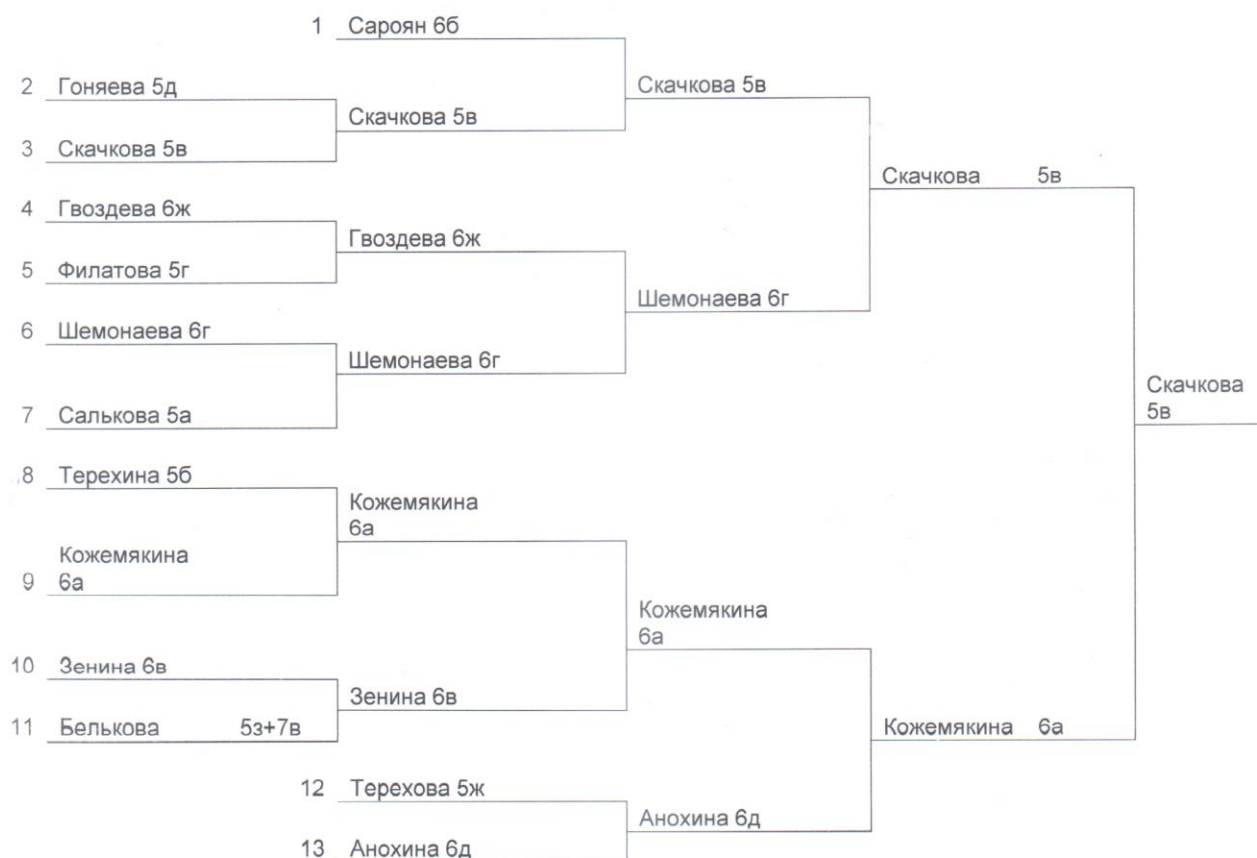 1 Сароян 6б
2 Гоняева 5д
Скачкова 5в
Скачкова 5в
3 Скачкова 5в
Скачкова 5в
4 Гвоздева 6ж
Гвоздева 6ж
5 Филатова 5г
Шемонаева 6г
6 Шемонаева 6г
Шемонаева 6г
Скачкова
5в
7 Салькова 5а
8 Терехина 5б
Кожемякина
6а
Кожемякина
9 6а
Кожемякина
6а
10 Зенина 6в
Зенина 6в
11 Белькова 5з+7в
Кожемякина 6а
12 Терехова 5ж
Анохина 6д
13 Анохина 6д